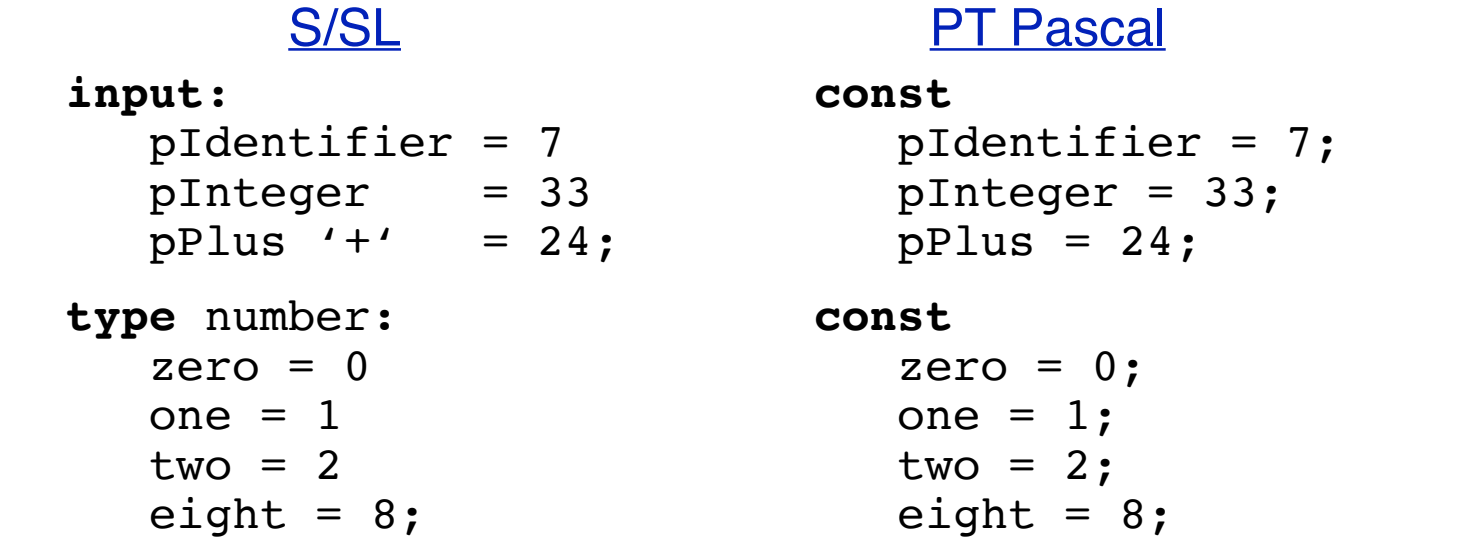 S/SL
input:
pIdentifier = 7
pInteger = 33
pPlus ‘+‘ = 24;
type number:
zero = 0
one = 1
two = 2
eight = 8;
PT Pascal
const
pIdentifier = 7;
pInteger = 33;
pPlus = 24;
const
zero = 0;
one = 1;
two = 2;
eight = 8;